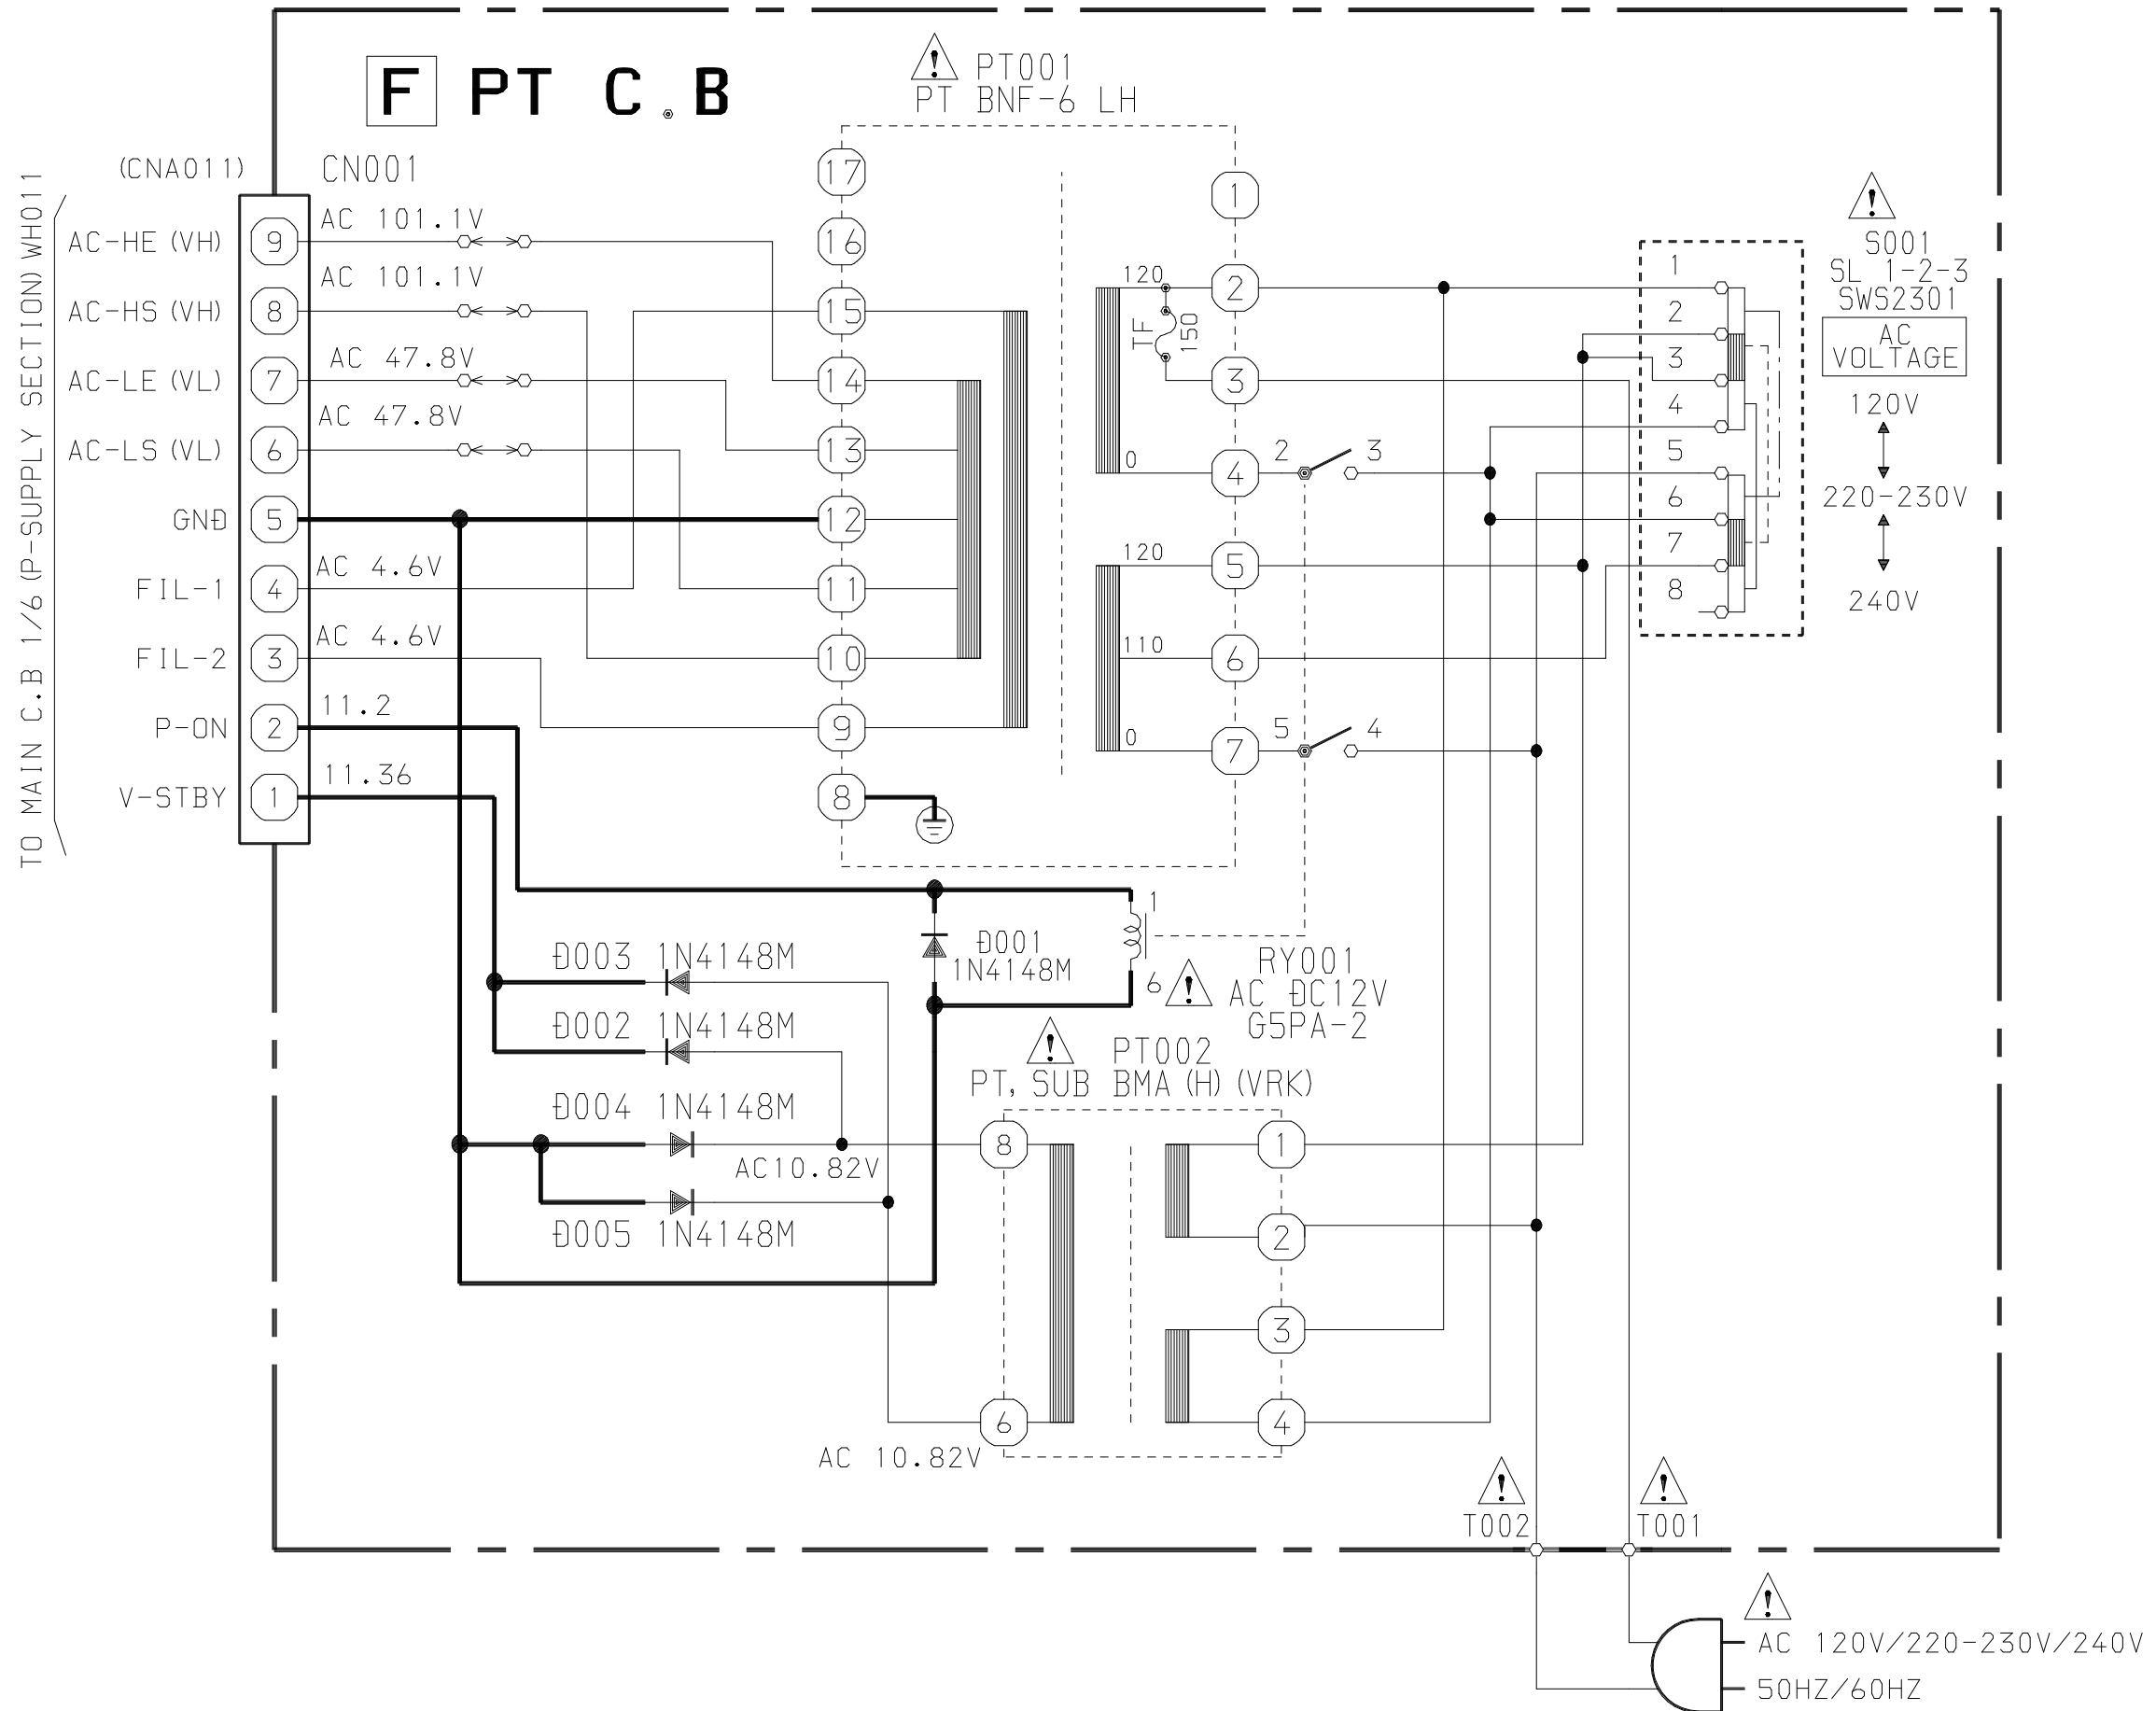 F PT C.B
PT001
PT BNF-6 LH
(CNA011)
CN001
TO MAIN C.B 1/6 (P-SUPPLY SECTION) WH011
AC-HE (VH) 9 AC 101.1V
AC-HS (VH) 8 AC 101.1V
AC-LE (VL) 7 AC 47.8V
AC-LS (VL) 6 AC 47.8V
GND 5
FIL-1 4 AC 4.6V
FIL-2 3 AC 4.6V
P-ON 2 11.2
V-STBY 1 11.36
17
16
15
14
13
12
11
10
9
8
120
TF
150
0
120
110
0
1
2
3
4
5
6
7
2 3
5 4
1
2
3
4
5
6
7
8
!
S001
SL 1-2-3
SWS2301
AC
VOLTAGE
120V
220-230V
240V
D001
1N4148M
1
6
!
RY001
AC DC12V
G5PA-2
D003 1N4148M
D002 1N4148M
D004 1N4148M
AC10.82V
D005 1N4148M
!
PT002
PT, SUB BMA (H) (VRK)
8
6
AC 10.82V
1
2
3
4
!
T002
!
T001
!
AC 120V/220-230V/240V
50HZ/60HZ